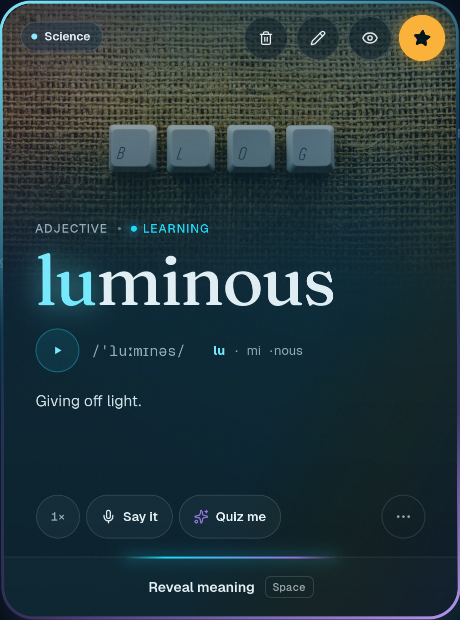 Science
B L O G
ADJECTIVE • LEARNING
luminous
/ˈluːmɪnəs/ lu · mi ·nous
Giving off light.
1× Say it Quiz me
Reveal meaning Space